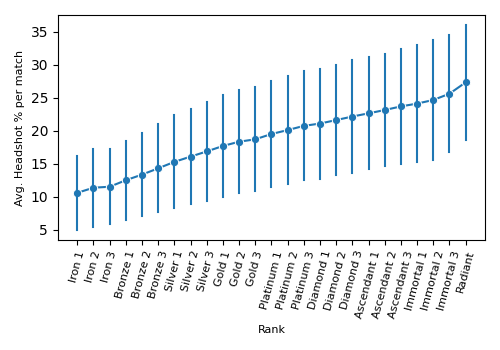 Avg. Headshot % per match
35
30
25
20
15
10
5
Iron 1
Iron 2
Iron 3
Bronze 1
Bronze 2
Bronze 3
Silver 1
Silver 2
Silver 3
Gold 1
Gold 2
Gold 3
Platinum 1
Platinum 2
Platinum 3
Diamond 1
Diamond 2
Diamond 3
Ascendant 1
Ascendant 2
Ascendant 3
Immortal 1
Immortal 2
Immortal 3
Radiant
Rank